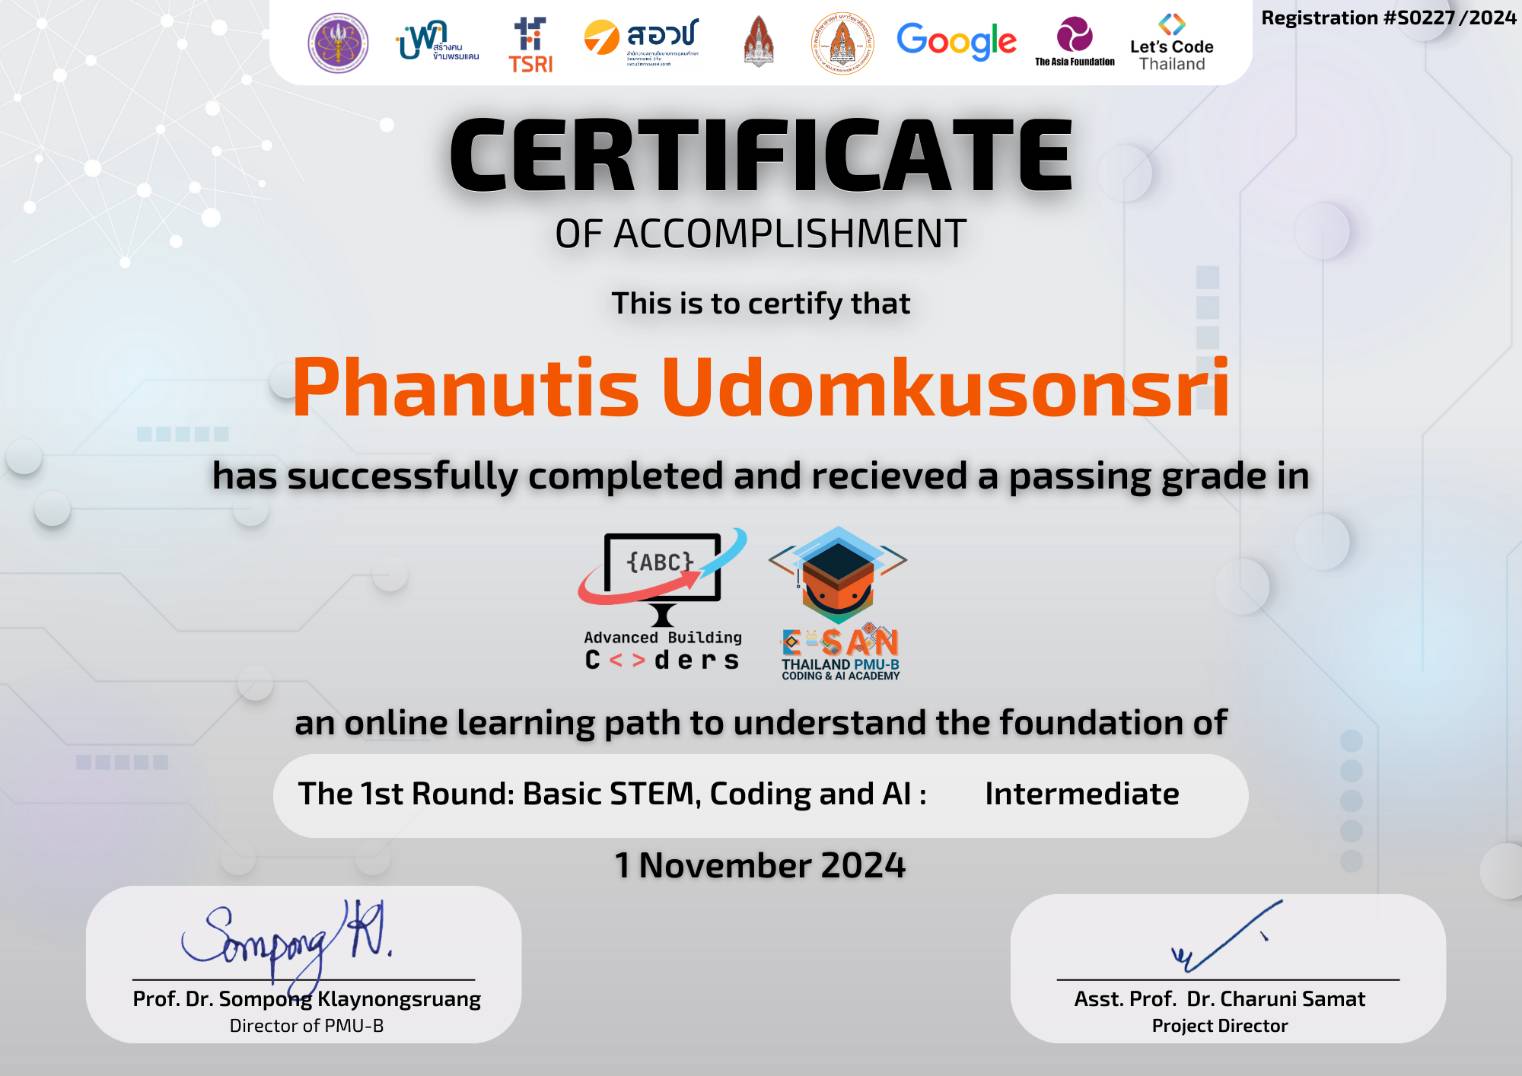 Registration #S0227 /2024
สร้างคน
ข้ามพรมแดน
TSRI
สอวช
Google
The Asia Foundation
Let's Code
Thailand
CERTIFICATE
OF ACCOMPLISHMENT
This is to certify that
Phanutis Udomkusonsri
has successfully completed and recieved a passing grade in
{ABC}
Advanced Building
C<>ders
E-SAN
THAILAND PMU-B
CODING & AI ACADEMY
an online learning path to understand the foundation of
The 1st Round: Basic STEM, Coding and AI : Intermediate
1 November 2024
Sompong Kl.
Prof. Dr. Sompong Klaynongsruang
Director of PMU-B
Asst. Prof. Dr. Charuni Samat
Project Director